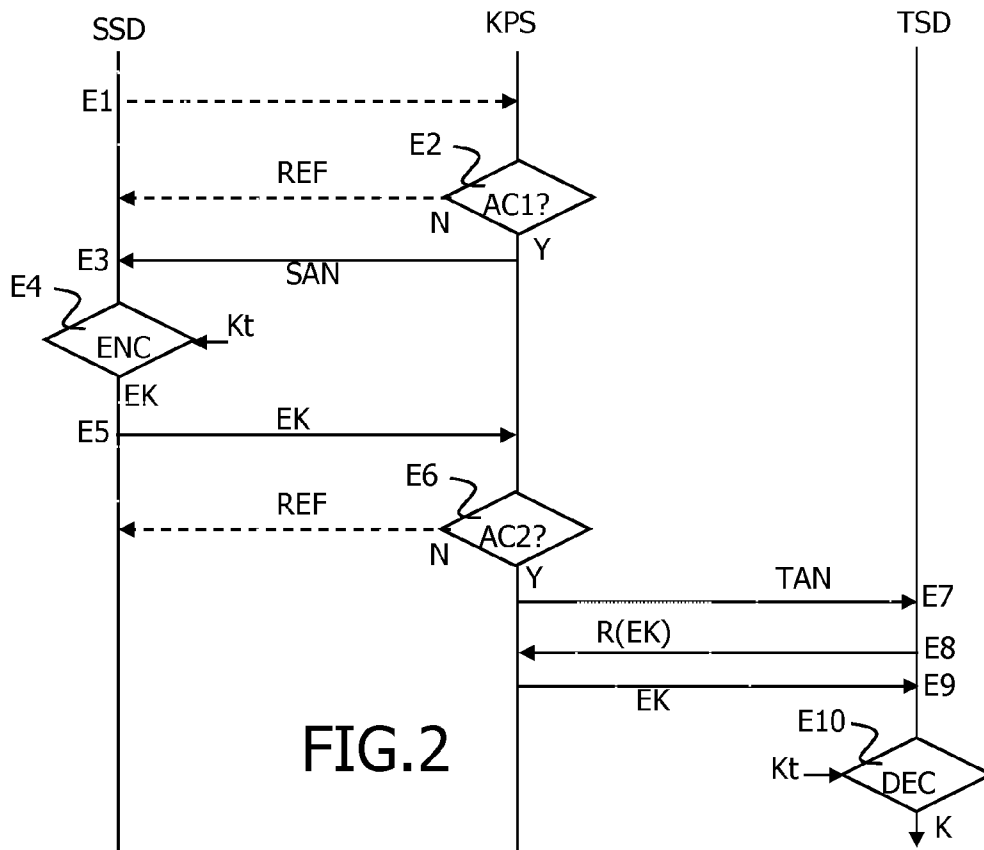 SSD KPS TSD
E1
E2
REF
AC1?
N
Y
E3
SAN
E4
Kt
ENC
EK
E5
EK
E6
REF
AC2?
N
Y
TAN
E7
R(EK)
E8
EK
E9
E10
FIG.2
Kt
DEC
K